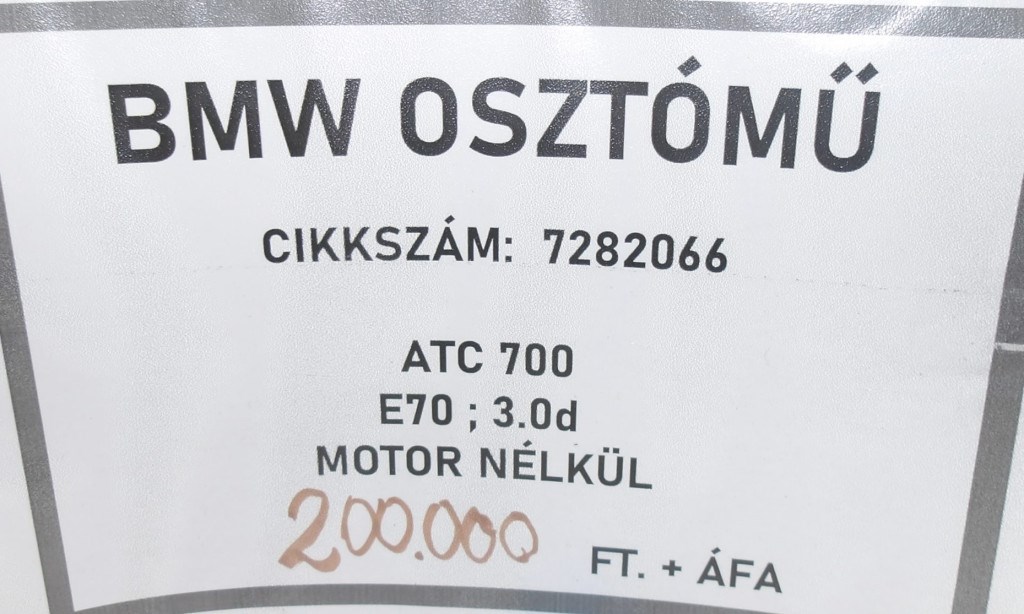 BMW OSZTÓMŰ
CIKKSZÁM: 7282066
ATC 700
E70 ; 3.0d
MOTOR NÉLKÜL
200.000 FT. + ÁFA